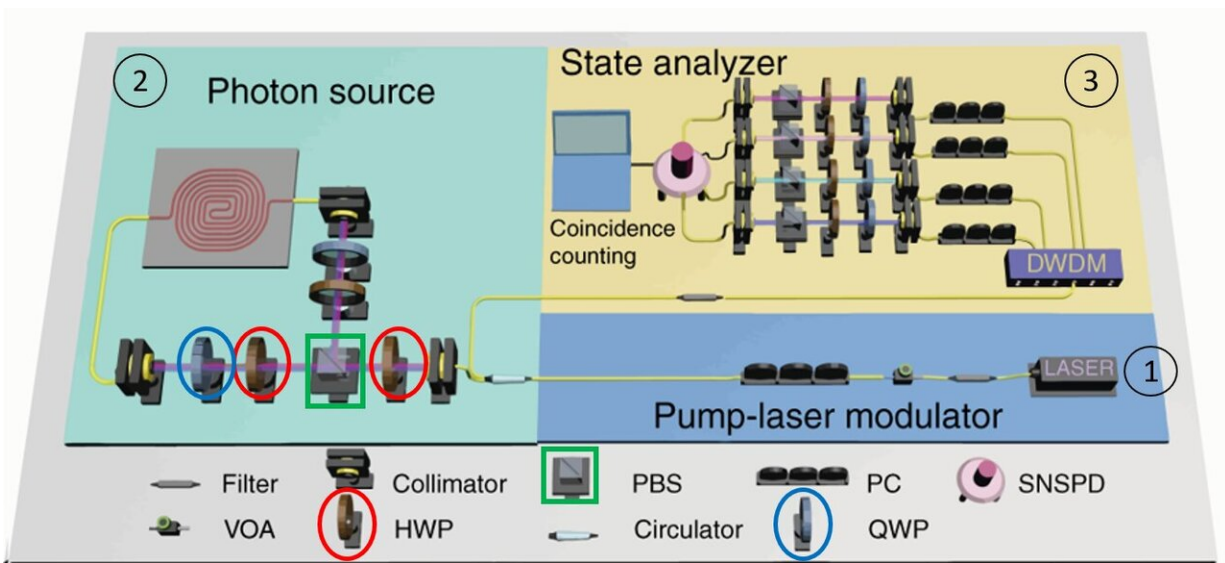 2
Photon source
State analyzer
3
Coincidence
counting
DWDM
LASER
1
Pump-laser modulator
Filter
Collimator
PBS
PC
SNSPD
VOA
HWP
Circulator
QWP